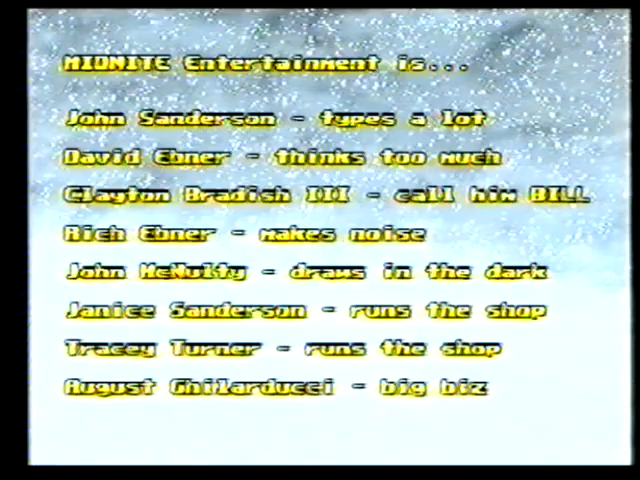 MIDNITE Entertainment is...
John Sanderson - types a lot
David Ebner - thinks too much
Clayton Bradish III - call him BILL
Rich Ebner - makes noise
John McNulty - draws in the dark
Janice Sanderson - runs the shop
Tracey Turner - runs the shop
August Ghilarducci - big biz